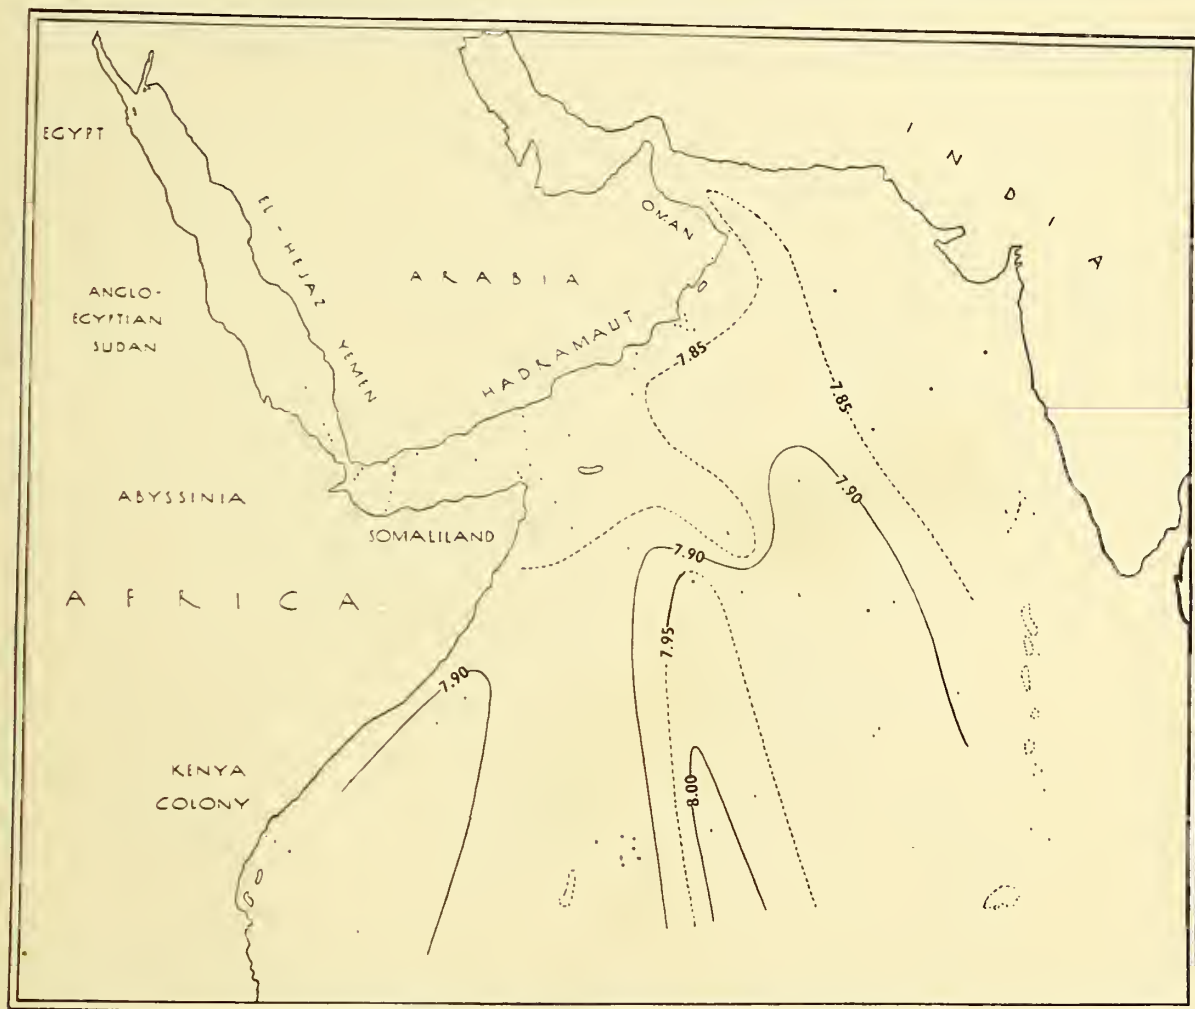 EGYPT
INDIA
EL-HEJAZ
OMAN
ARABIA
ANGLO-
EGYPTIAN
SUDAN
YEMEN
HADRAMAUT
7.85
7.85
ABYSSINIA
7.90
SOMALILAND
7.90
AFRICA
7.95
7.90
KENYA
COLONY
8.00